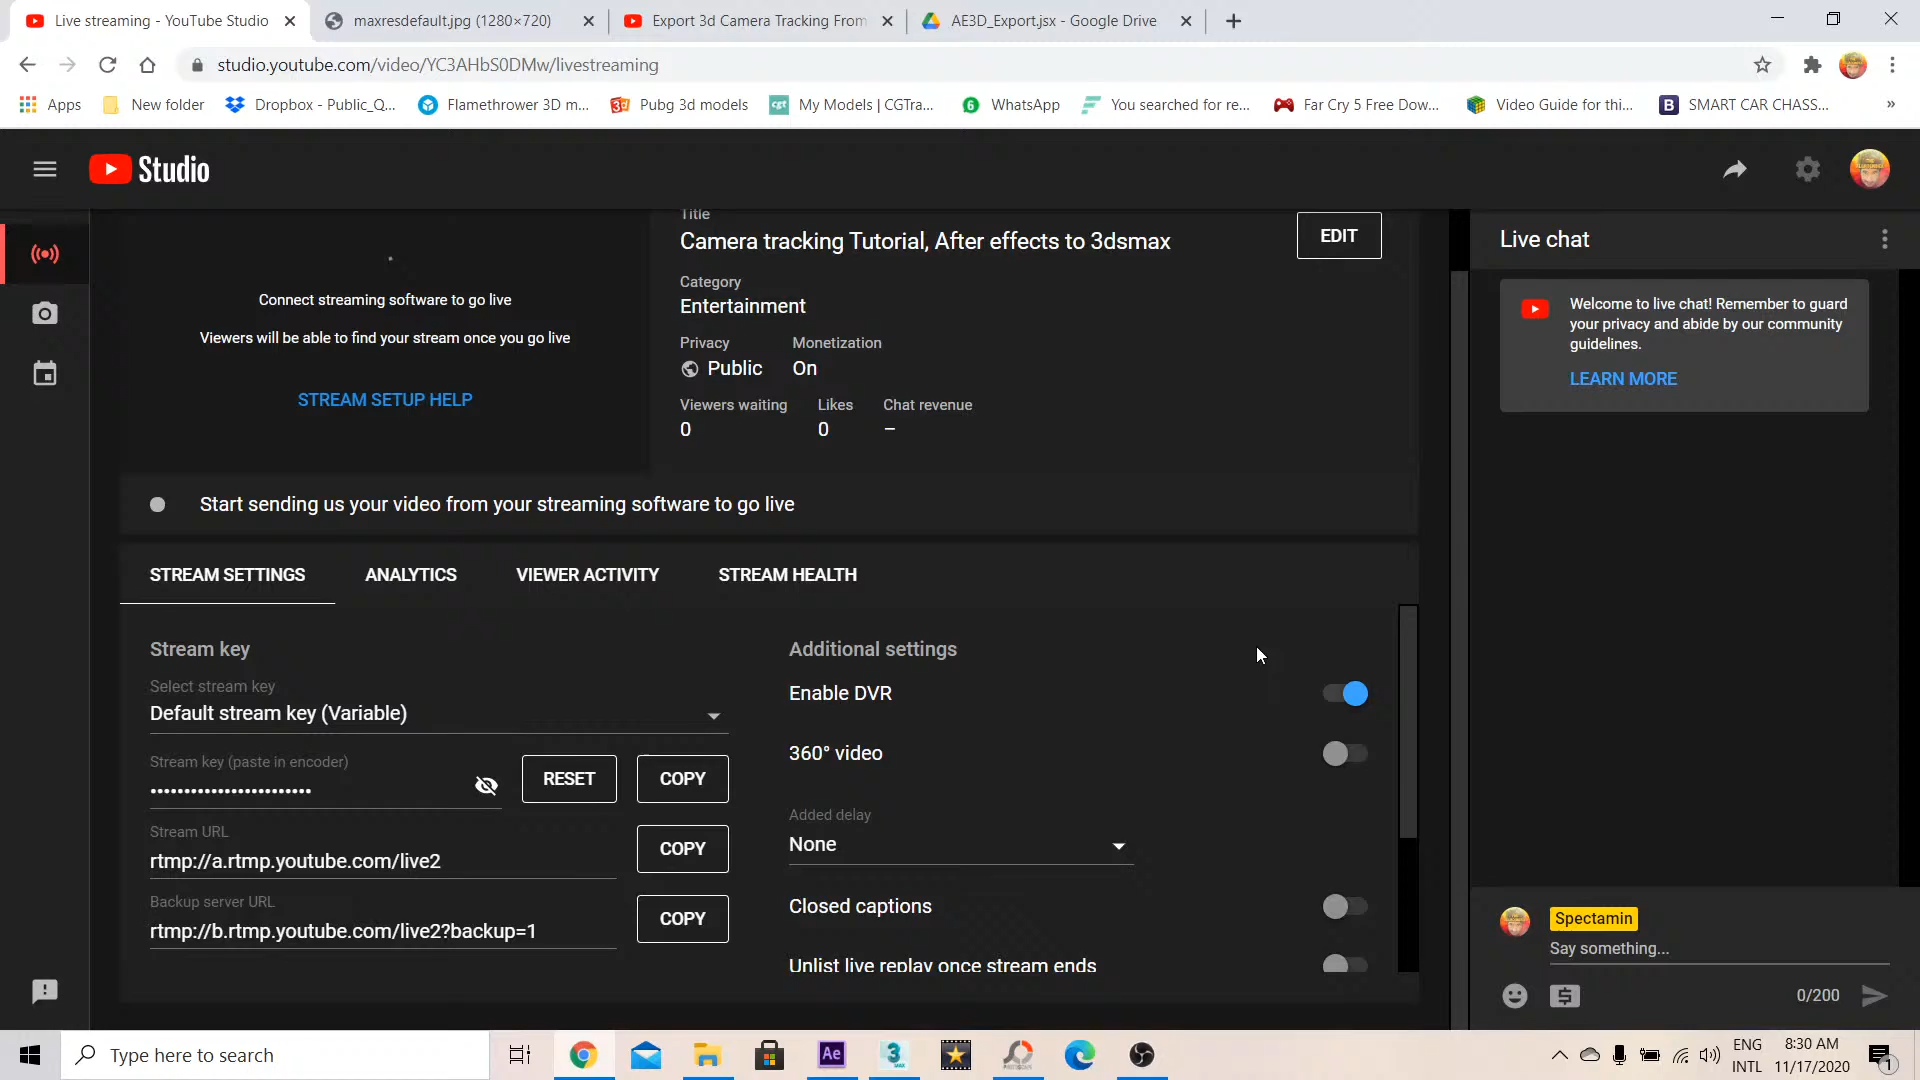 Live streaming - YouTube Studio
maxresdefault.jpg (1280×720)
Export 3d Camera Tracking From
AE3D_Export.jsx - Google Drive
studio.youtube.com/video/YC3AHbS0DMw/livestreaming
Apps
New folder
Dropbox - Public_Q...
Flamethrower 3D m...
Pubg 3d models
My Models | CGTra...
WhatsApp
You searched for re...
Far Cry 5 Free Dow...
Video Guide for thi...
SMART CAR CHASS...
Studio
Connect streaming software to go live
Viewers will be able to find your stream once you go live
STREAM SETUP HELP
Title
Camera tracking Tutorial, After effects to 3dsmax
EDIT
Category
Entertainment
Privacy
Monetization
Public
On
Viewers waiting
Likes
Chat revenue
0
0
–
Start sending us your video from your streaming software to go live
STREAM SETTINGS
ANALYTICS
VIEWER ACTIVITY
STREAM HEALTH
Stream key
Select stream key
Default stream key (Variable)
Stream key (paste in encoder)
RESET
COPY
Stream URL
rtmp://a.rtmp.youtube.com/live2
COPY
Backup server URL
rtmp://b.rtmp.youtube.com/live2?backup=1
COPY
Additional settings
Enable DVR
360° video
Added delay
None
Closed captions
Unlist live replay once stream ends
Live chat
Welcome to live chat! Remember to guard
your privacy and abide by our community
guidelines.
LEARN MORE
Spectamin
Say something...
0/200
Type here to search
Ae
3
ENG
INTL
8:30 AM
11/17/2020
1